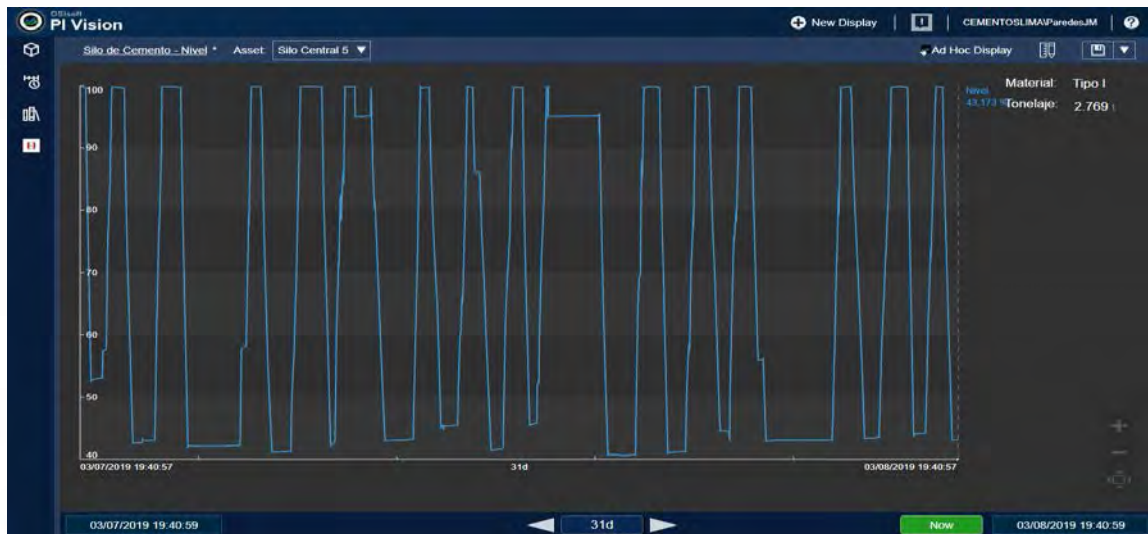 OSIsoft
PI Vision
New Display
CEMENTOSLIMA\ParedesJM
Silo de Cemento - Nivel *
Asset:
Silo Central 5
Ad Hoc Display
Material: Tipo I
Nivel
43,173 %
Tonelaje: 2.769 t
100
90
80
70
60
50
40
03/07/2019 19:40:57
31d
03/08/2019 19:40:57
03/07/2019 19:40:59
31d
Now
03/08/2019 19:40:59